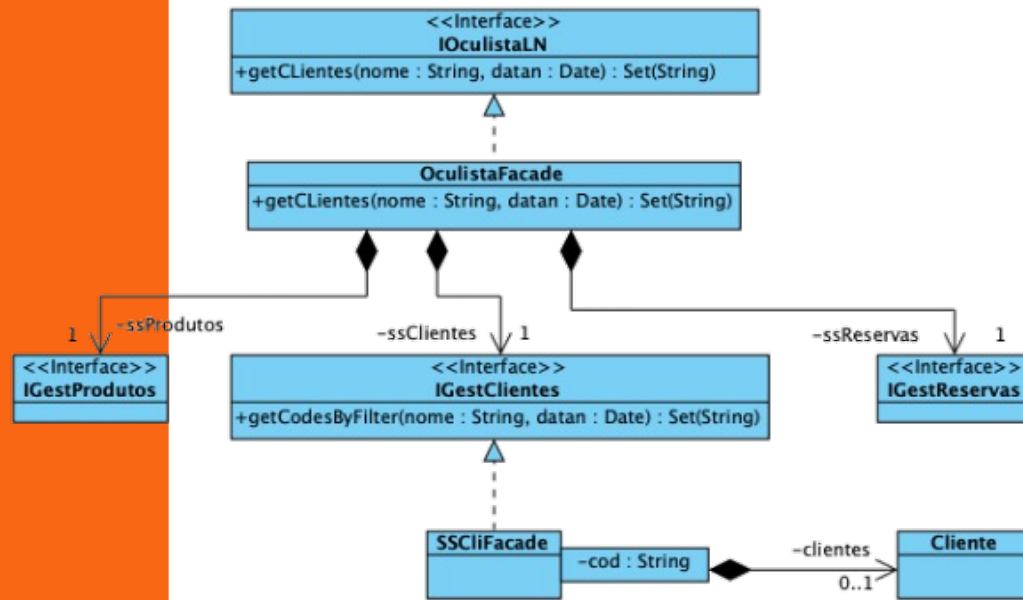 <<Interface>>
IOculistaLN
+getCLientes(nome : String, datan : Date) : Set(String)
OculistaFacade
+getCLientes(nome : String, datan : Date) : Set(String)
1
-ssProdutos
-ssClientes
1
-ssReservas
1
<<Interface>>
IGestProdutos
<<Interface>>
IGestClientes
+getCodesByFilter(nome : String, datan : Date) : Set(String)
<<Interface>>
IGestReservas
SSCliFacade
-cod : String
-clientes
0..1
Cliente